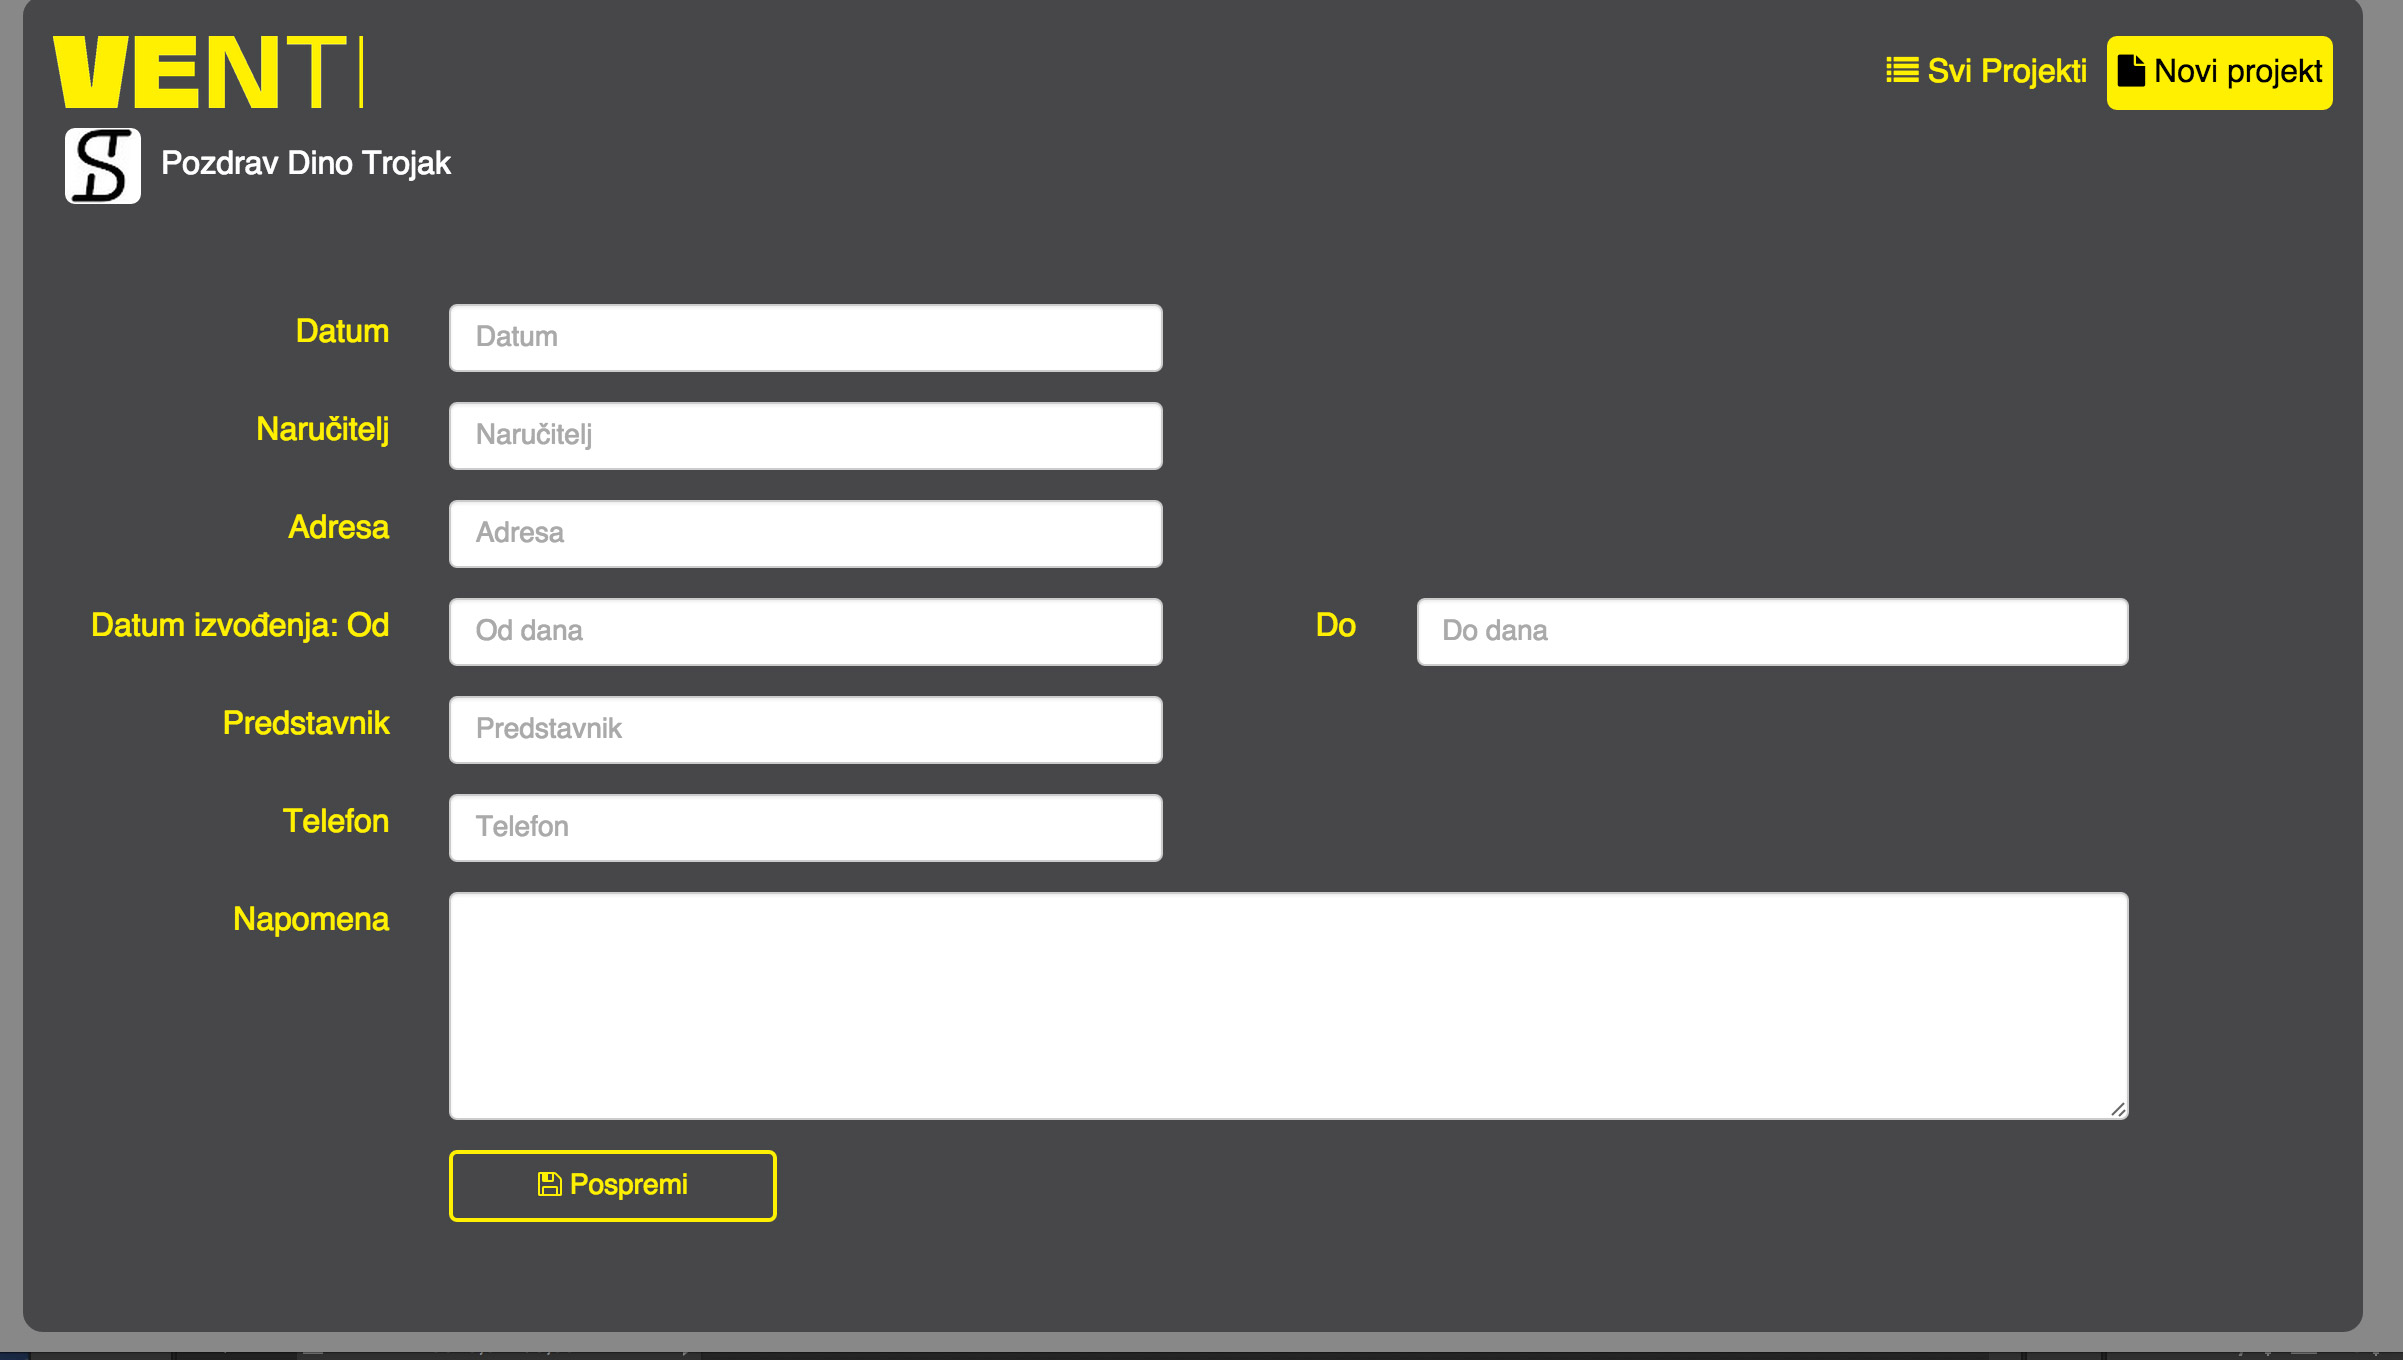 VENTI
Svi Projekti
Novi projekt
Pozdrav Dino Trojak
Datum
Datum
Naručitelj
Naručitelj
Adresa
Adresa
Datum izvođenja: Od
Od dana
Do
Do dana
Predstavnik
Predstavnik
Telefon
Telefon
Napomena
Pospremi